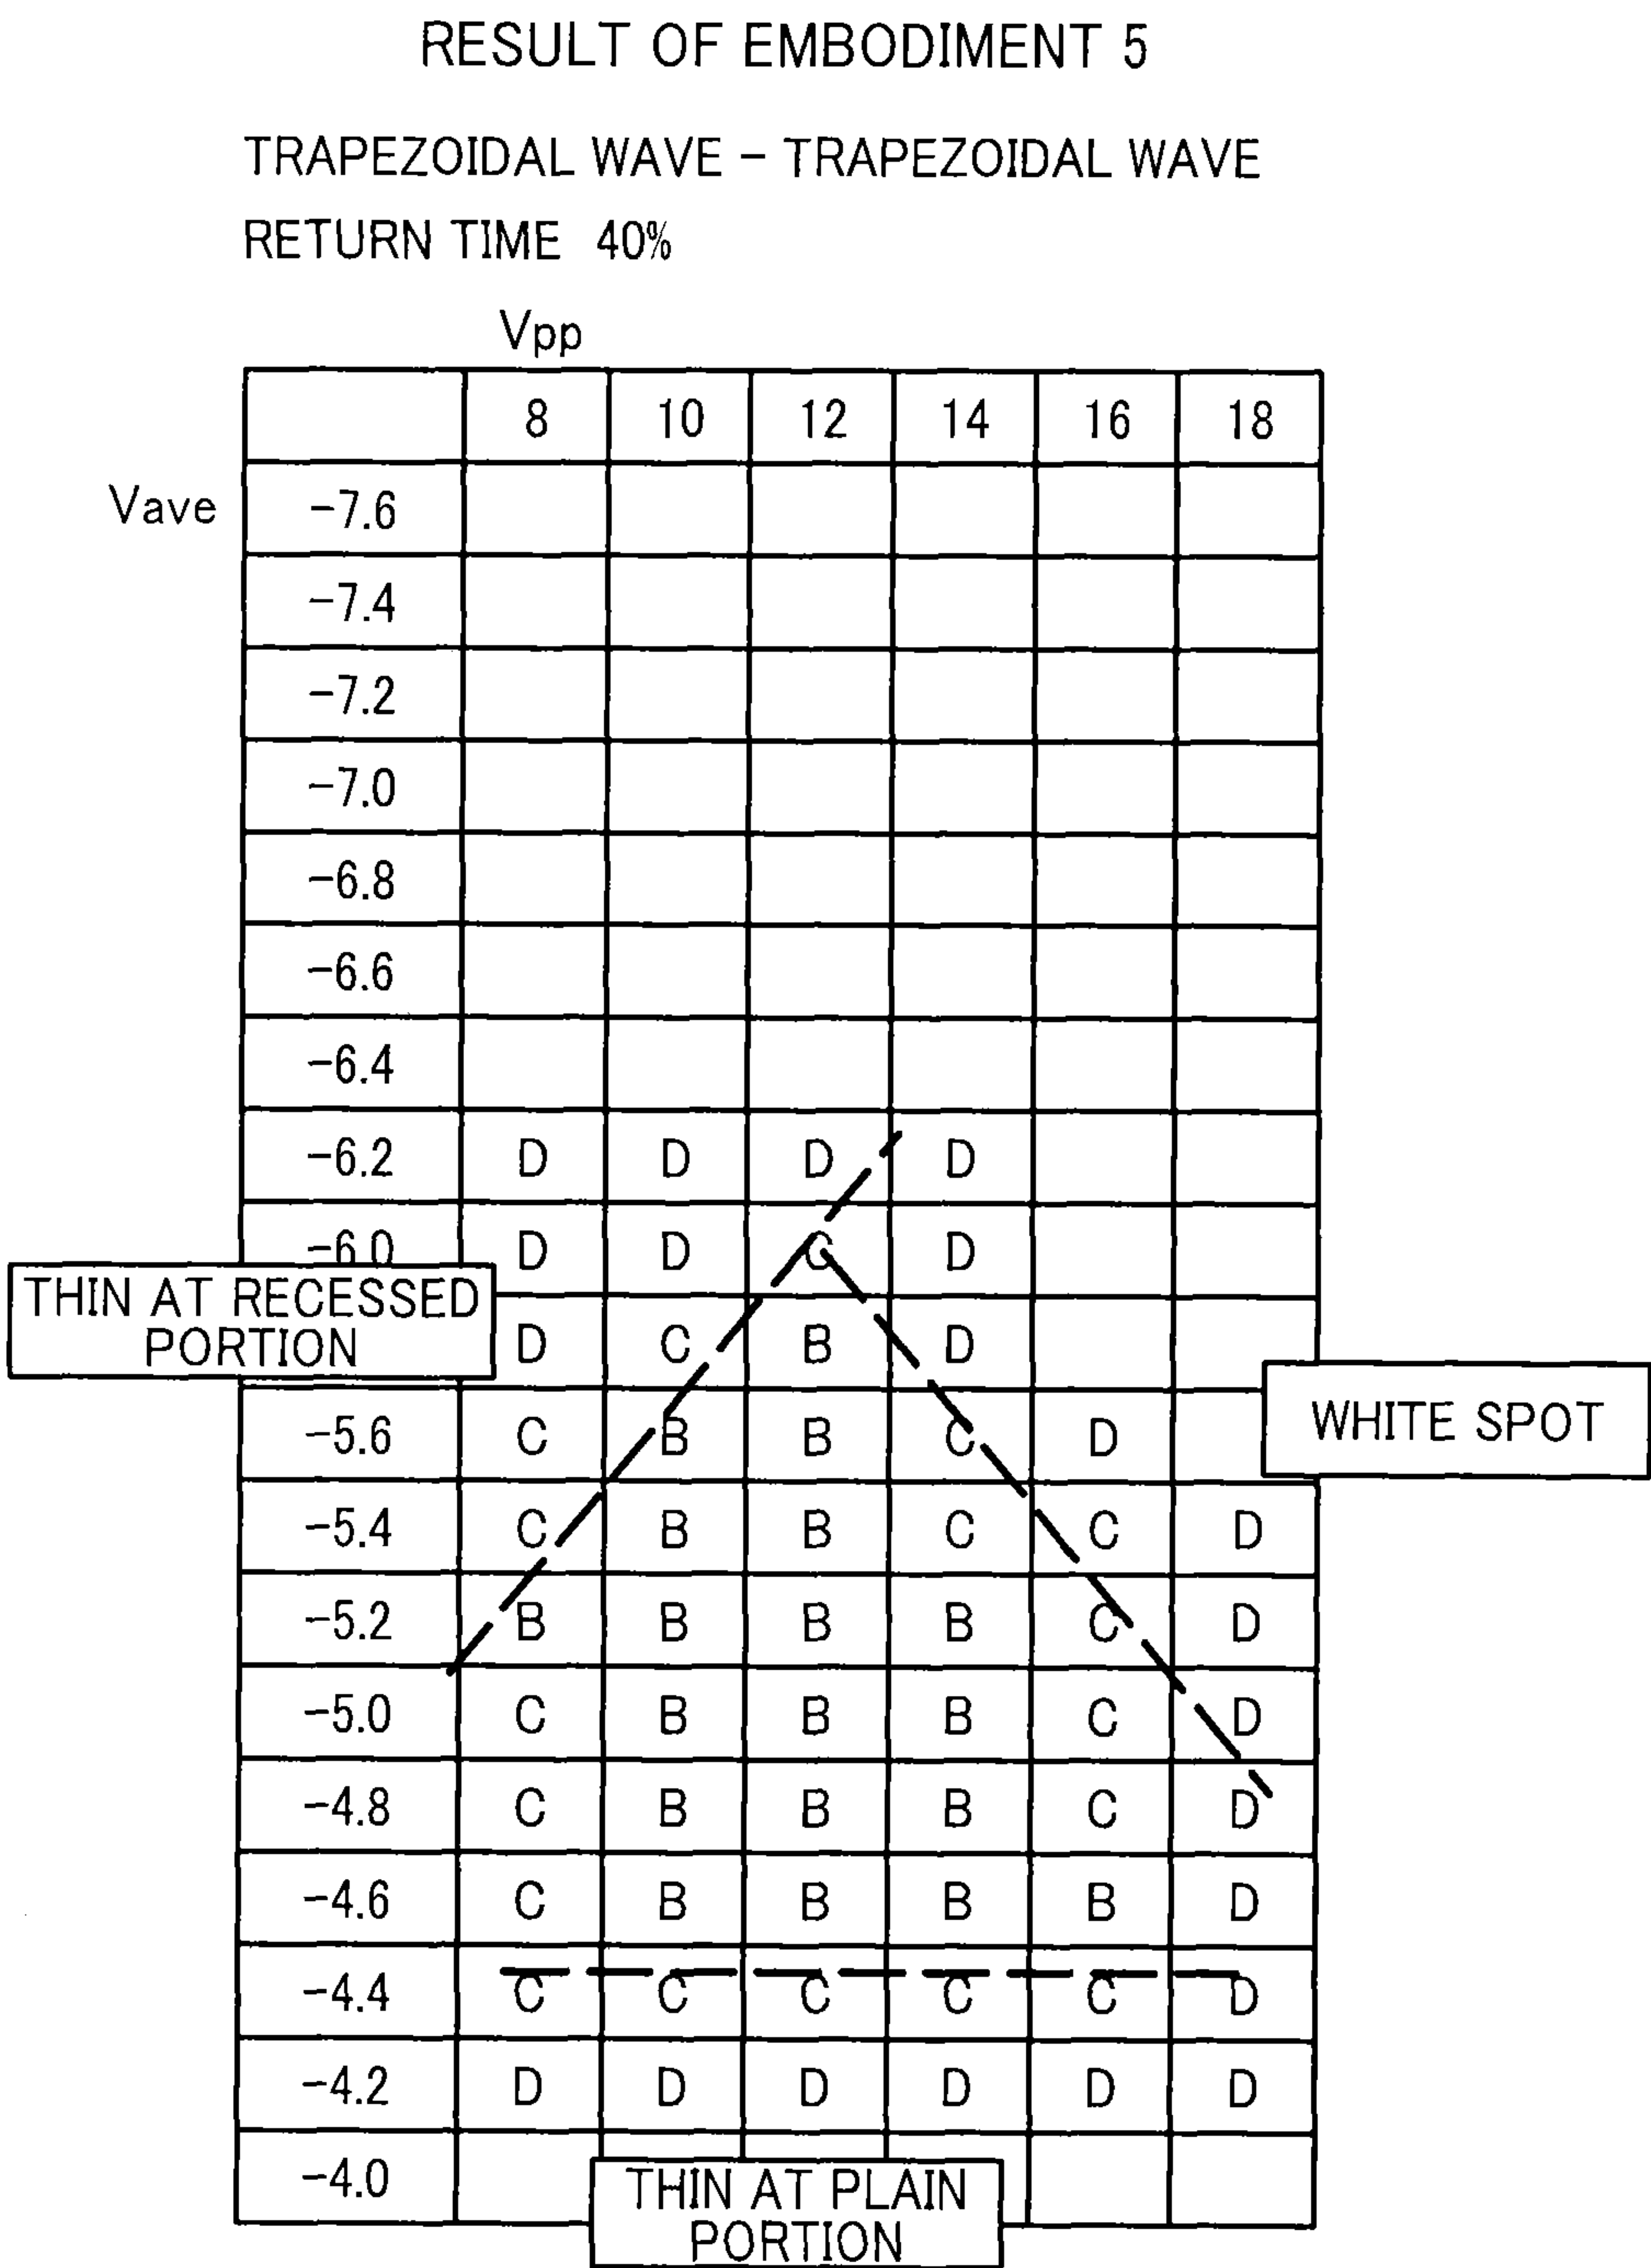 RESULT OF EMBODIMENT 5
TRAPEZOIDAL WAVE – TRAPEZOIDAL WAVE
RETURN TIME 40%
Vpp
8 10 12 14 16 18
Vave −7.6
−7.4
−7.2
−7.0
−6.8
−6.6
−6.4
−6.2 D D D D
−6.0 D D C D
THIN AT RECESSED
PORTION
D C B D
−5.6 C B B C D
WHITE SPOT
−5.4 C B B C C D
−5.2 B B B B C D
−5.0 C B B B C D
−4.8 C B B B C D
−4.6 C B B B B D
−4.4 C C C C C D
−4.2 D D D D D D
−4.0
THIN AT PLAIN
PORTION